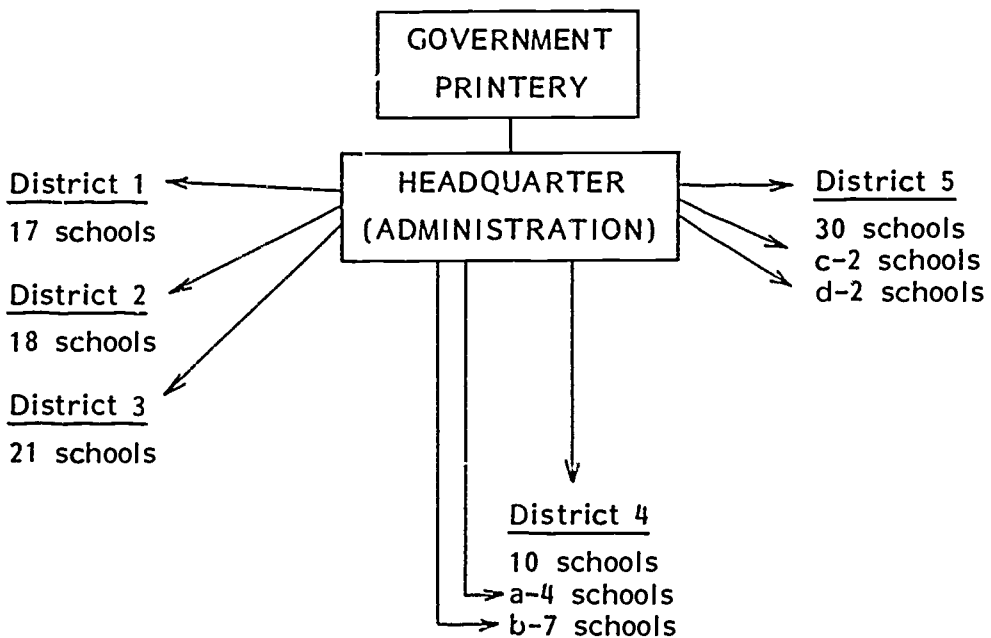 GOVERNMENT
PRINTERY
HEADQUARTER
(ADMINISTRATION)
District 1
17 schools
District 2
18 schools
District 3
21 schools
District 4
10 schools
a-4 schools
b-7 schools
District 5
30 schools
c-2 schools
d-2 schools